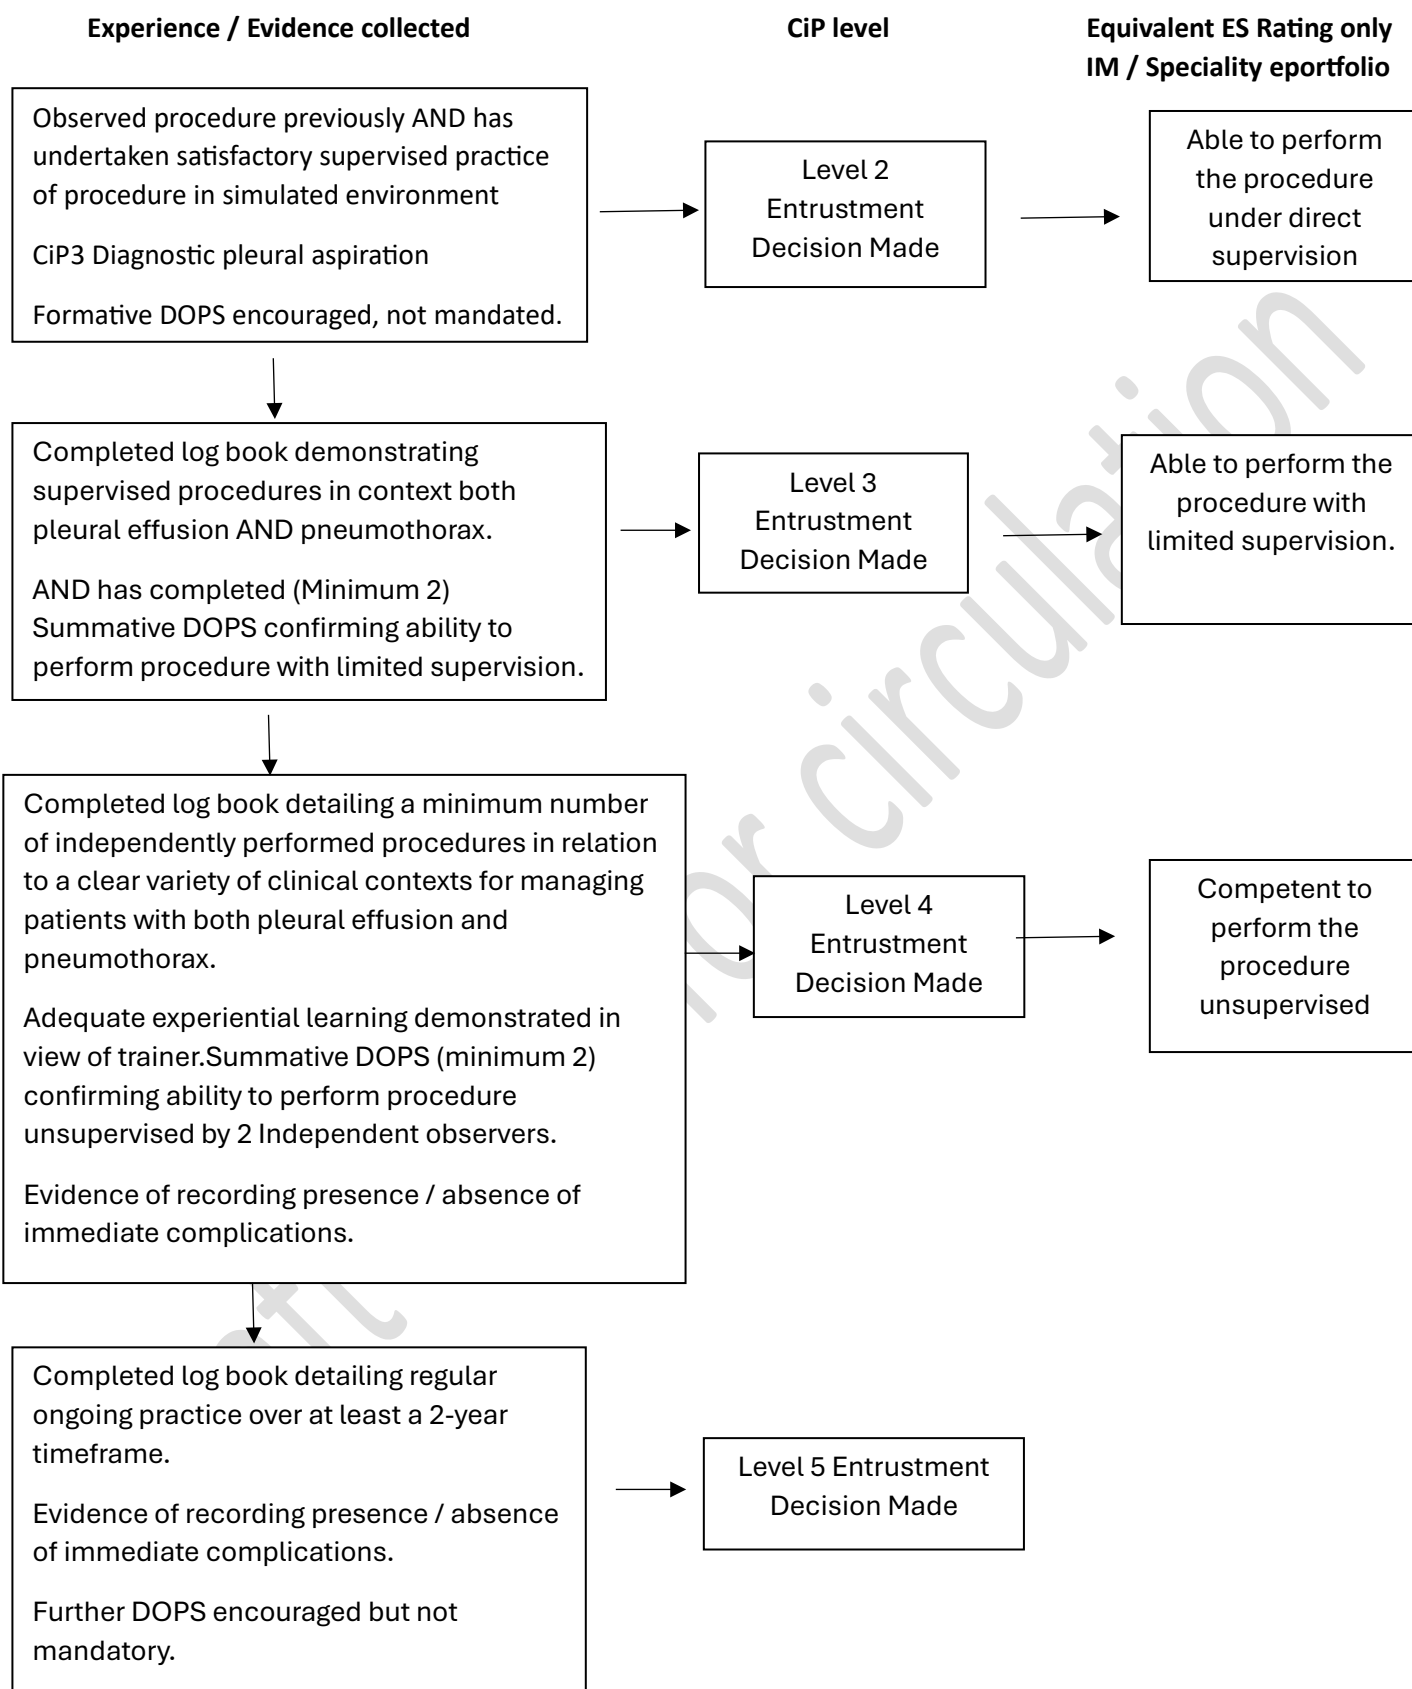 Experience / Evidence collected
CiP level
Equivalent ES Rating only
IM / Speciality eportfolio
Observed procedure previously AND has
undertaken satisfactory supervised practice
of procedure in simulated environment
CiP3 Diagnostic pleural aspiration
Formative DOPS encouraged, not mandated.
Level 2
Entrustment
Decision Made
Able to perform
the procedure
under direct
supervision
Completed log book demonstrating
supervised procedures in context both
pleural effusion AND pneumothorax.
AND has completed (Minimum 2)
Summative DOPS confirming ability to
perform procedure with limited supervision.
Level 3
Entrustment
Decision Made
Able to perform the
procedure with
limited supervision.
Completed log book detailing a minimum number
of independently performed procedures in relation
to a clear variety of clinical contexts for managing
patients with both pleural effusion and
pneumothorax.
Adequate experiential learning demonstrated in
view of trainer.Summative DOPS (minimum 2)
confirming ability to perform procedure
unsupervised by 2 Independent observers.
Evidence of recording presence / absence of
immediate complications.
Level 4
Entrustment
Decision Made
Competent to
perform the
procedure
unsupervised
Completed log book detailing regular
ongoing practice over at least a 2-year
timeframe.
Evidence of recording presence / absence
of immediate complications.
Further DOPS encouraged but not
mandatory.
Level 5 Entrustment
Decision Made
or circulation